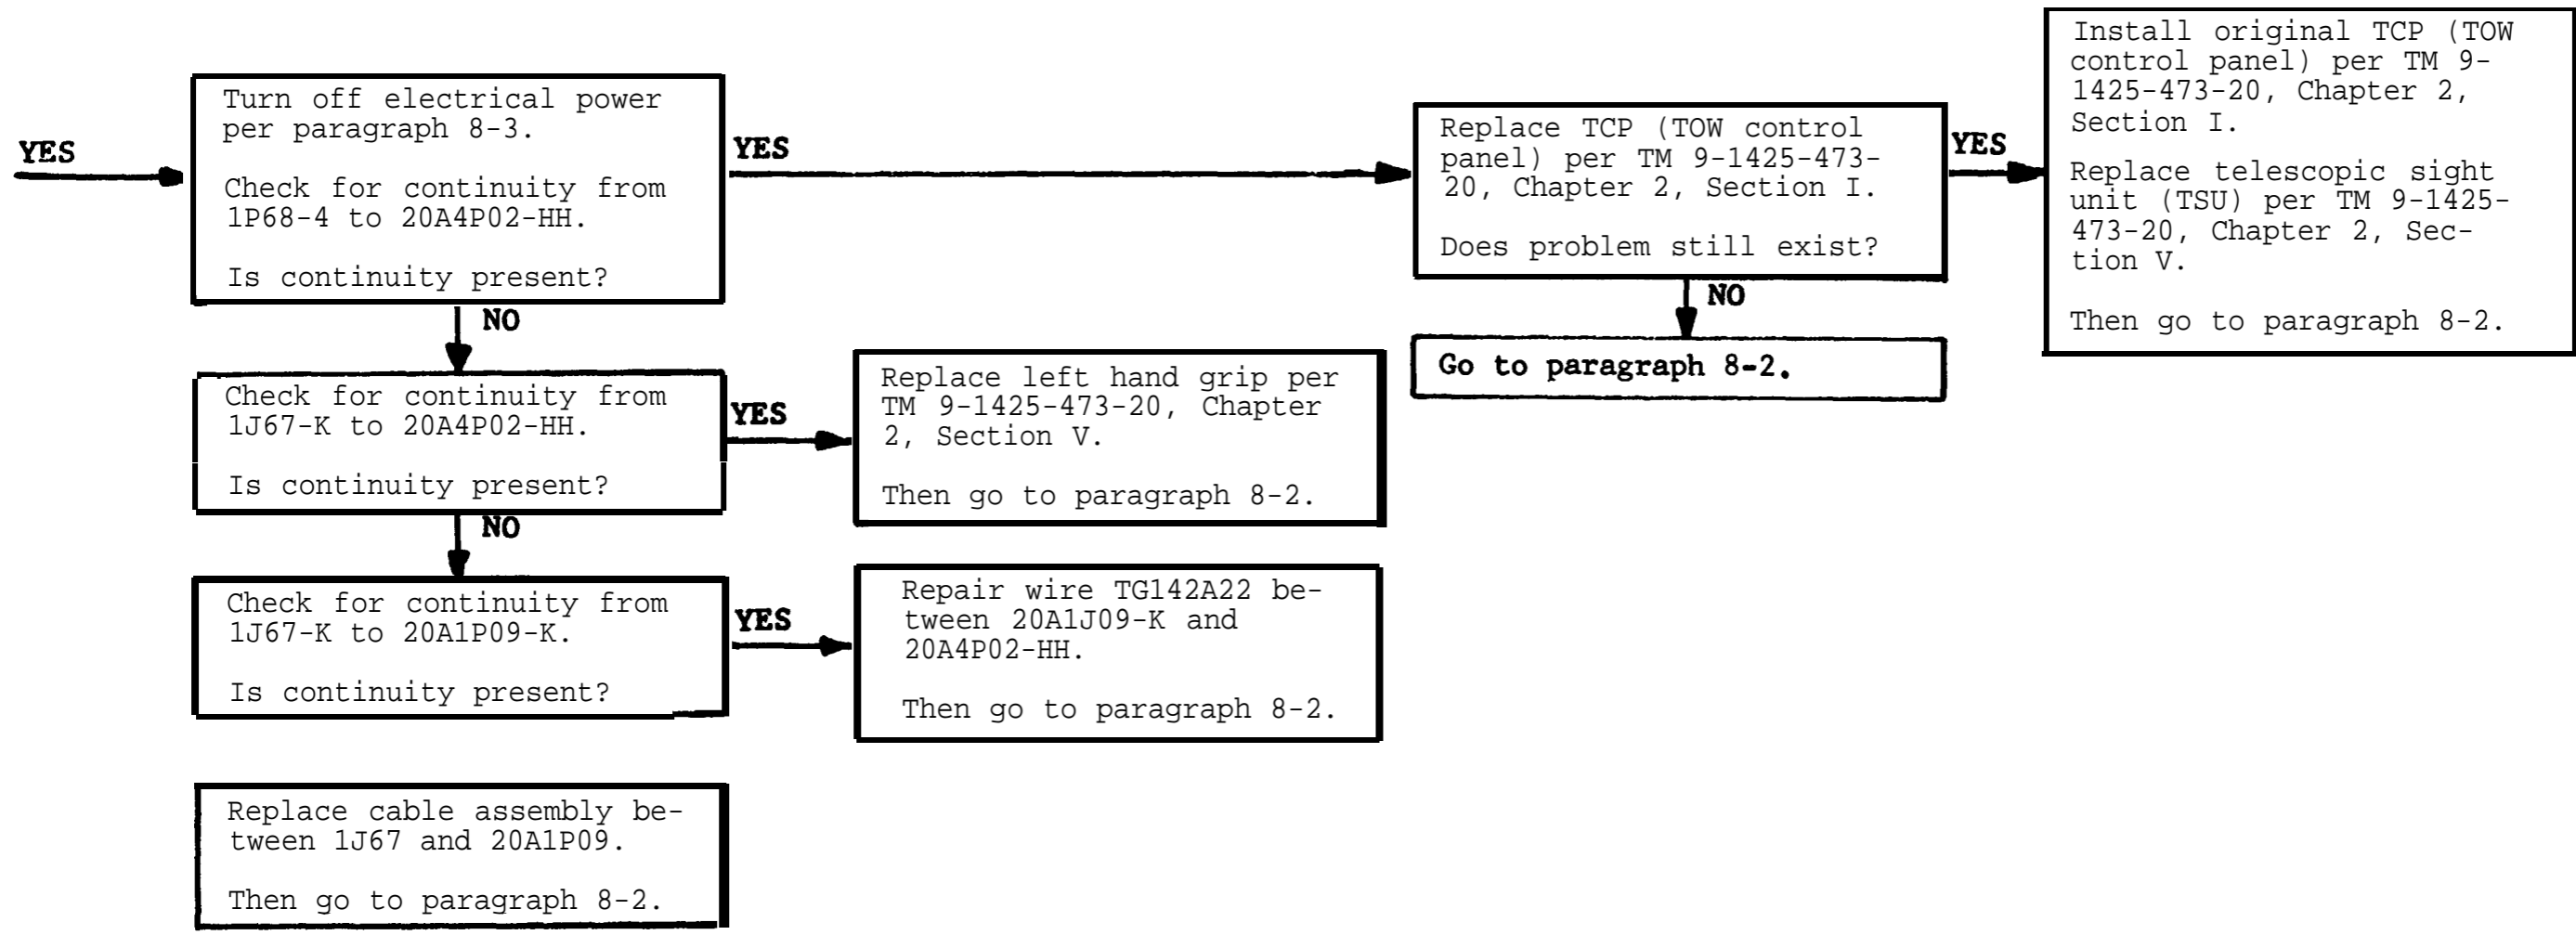 YES
Turn off electrical power
per paragraph 8-3.
Check for continuity from
1P68-4 to 20A4P02-HH.
Is continuity present?
YES
Replace TCP (TOW control
panel) per TM 9-1425-473-
20, Chapter 2, Section I.
Does problem still exist?
YES
Install original TCP (TOW
control panel) per TM 9-
1425-473-20, Chapter 2,
Section I.
Replace telescopic sight
unit (TSU) per TM 9-1425-
473-20, Chapter 2, Sec-
tion V.
Then go to paragraph 8-2.
NO
Go to paragraph 8-2.
NO
Check for continuity from
1J67-K to 20A4P02-HH.
Is continuity present?
YES
Replace left hand grip per
TM 9-1425-473-20, Chapter
2, Section V.
Then go to paragraph 8-2.
NO
Check for continuity from
1J67-K to 20A1P09-K.
Is continuity present?
YES
Repair wire TG142A22 be-
tween 20A1J09-K and
20A4P02-HH.
Then go to paragraph 8-2.
Replace cable assembly be-
tween 1J67 and 20A1P09.
Then go to paragraph 8-2.